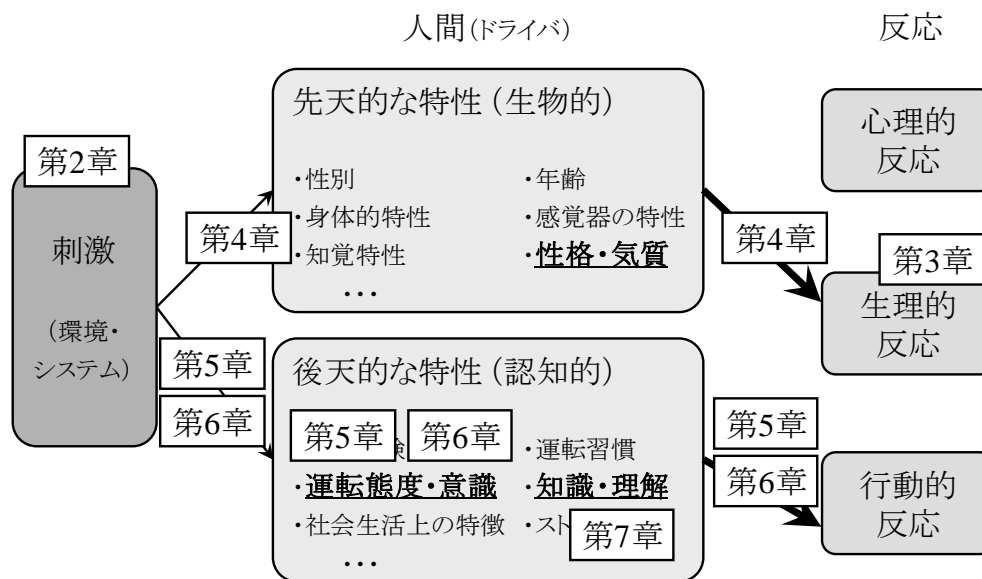 人間(ドライバ)
反応
第2章
刺激
(環境・
システム)
第4章
第5章
第6章
先天的な特性(生物的)
・性別
・年齢
・身体的特性
・感覚器の特性
・知覚特性
・性格・気質
…
後天的な特性(認知的)
第5章
第6章
・運転習慣
・運転態度・意識
・知識・理解
・社会生活上の特徴
・スト
第7章
…
第4章
第5章
第6章
心理的
反応
第3章
生理的
反応
行動的
反応